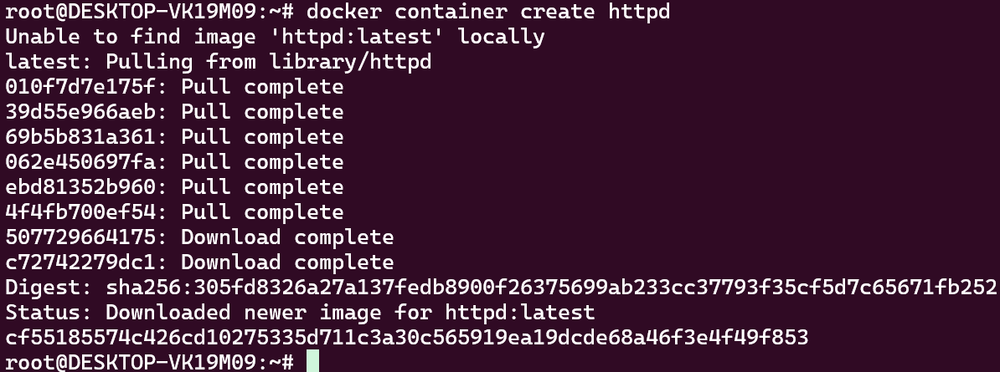 root@DESKTOP-VK19M09:~# docker container create httpd
Unable to find image 'httpd:latest' locally
latest: Pulling from library/httpd
010f7d7e175f: Pull complete
39d55e966aeb: Pull complete
69b5b831a361: Pull complete
062e450697fa: Pull complete
ebd81352b960: Pull complete
4f4fb700ef54: Pull complete
507729664175: Download complete
c72742279dc1: Download complete
Digest: sha256:305fd8326a27a137fedb8900f26375699ab233cc37793f35cf5d7c65671fb252
Status: Downloaded newer image for httpd:latest
cf55185574c426cd10275335d711c3a30c565919ea19dcde68a46f3e4f49f853
root@DESKTOP-VK19M09:~#